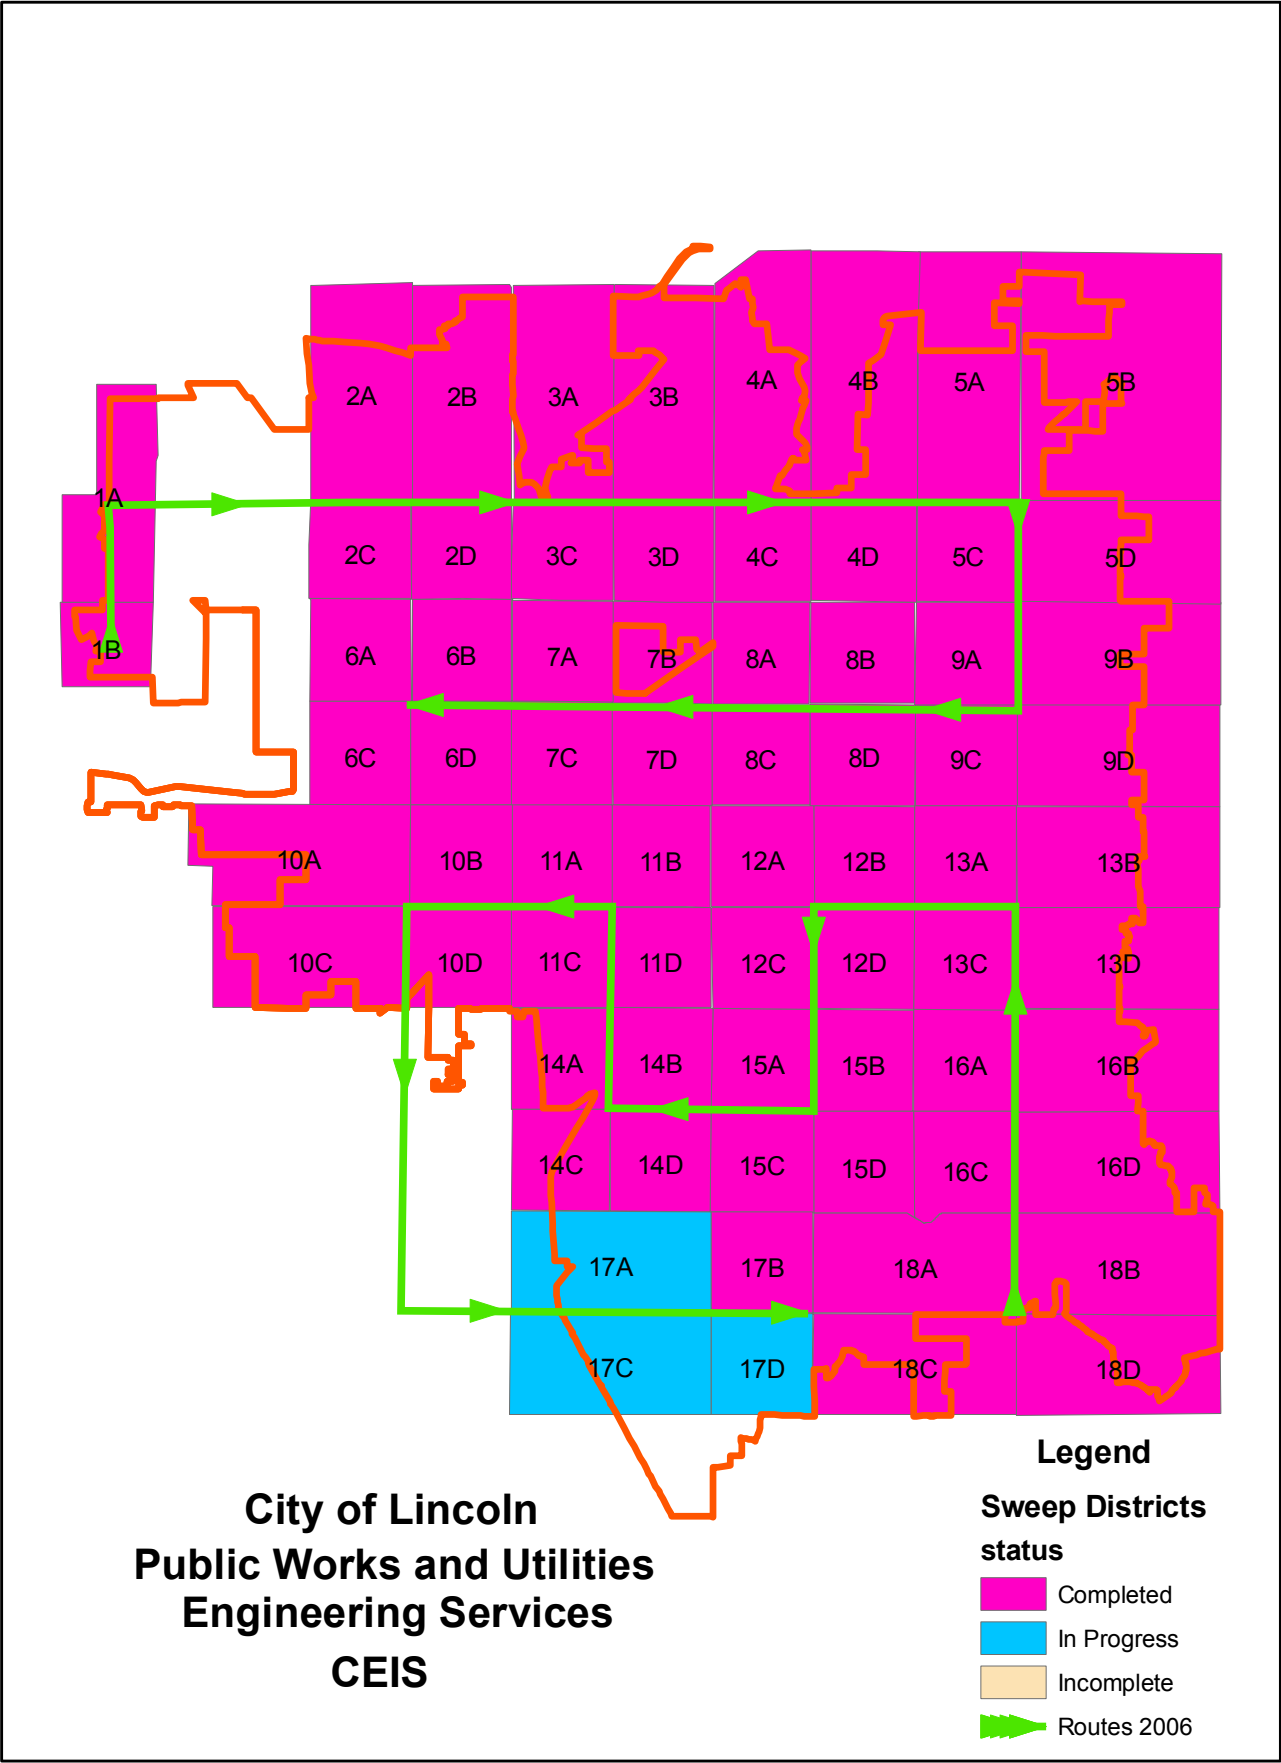 2A
2B
3A
3B
4A
4B
5A
5B
1A
2C
2D
3C
3D
4C
4D
5C
5D
1B
6A
6B
7A
7B
8A
8B
9A
9B
6C
6D
7C
7D
8C
8D
9C
9D
10A
10B
11A
11B
12A
12B
13A
13B
10C
10D
11C
11D
12C
12D
13C
13D
14A
14B
15A
15B
16A
16B
14C
14D
15C
15D
16C
16D
17A
17B
18A
18B
17C
17D
18C
18D
City of Lincoln
Public Works and Utilities
Engineering Services
CEIS
Legend
Sweep Districts
status
Completed
In Progress
Incomplete
Routes 2006